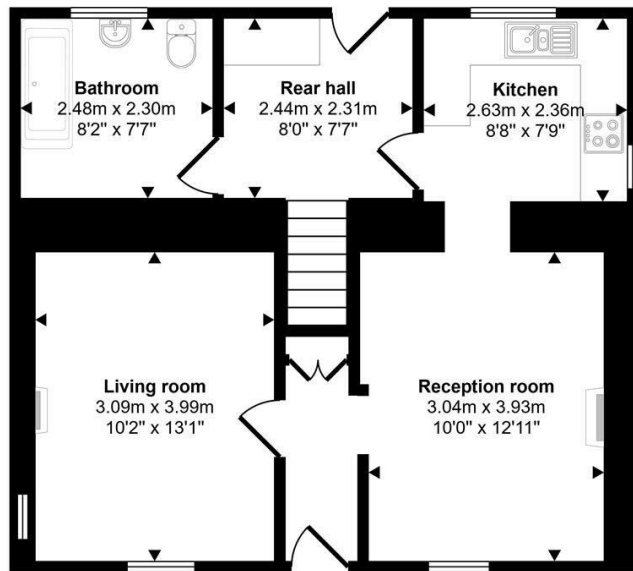 Bathroom
2.48m x 2.30m
8'2" x 7'7"
Rear hall
2.44m x 2.31m
8'0" x 7'7"
Kitchen
2.63m x 2.36m
8'8" x 7'9"
Living room
3.09m x 3.99m
10'2" x 13'1"
Reception room
3.04m x 3.93m
10'0" x 12'11"